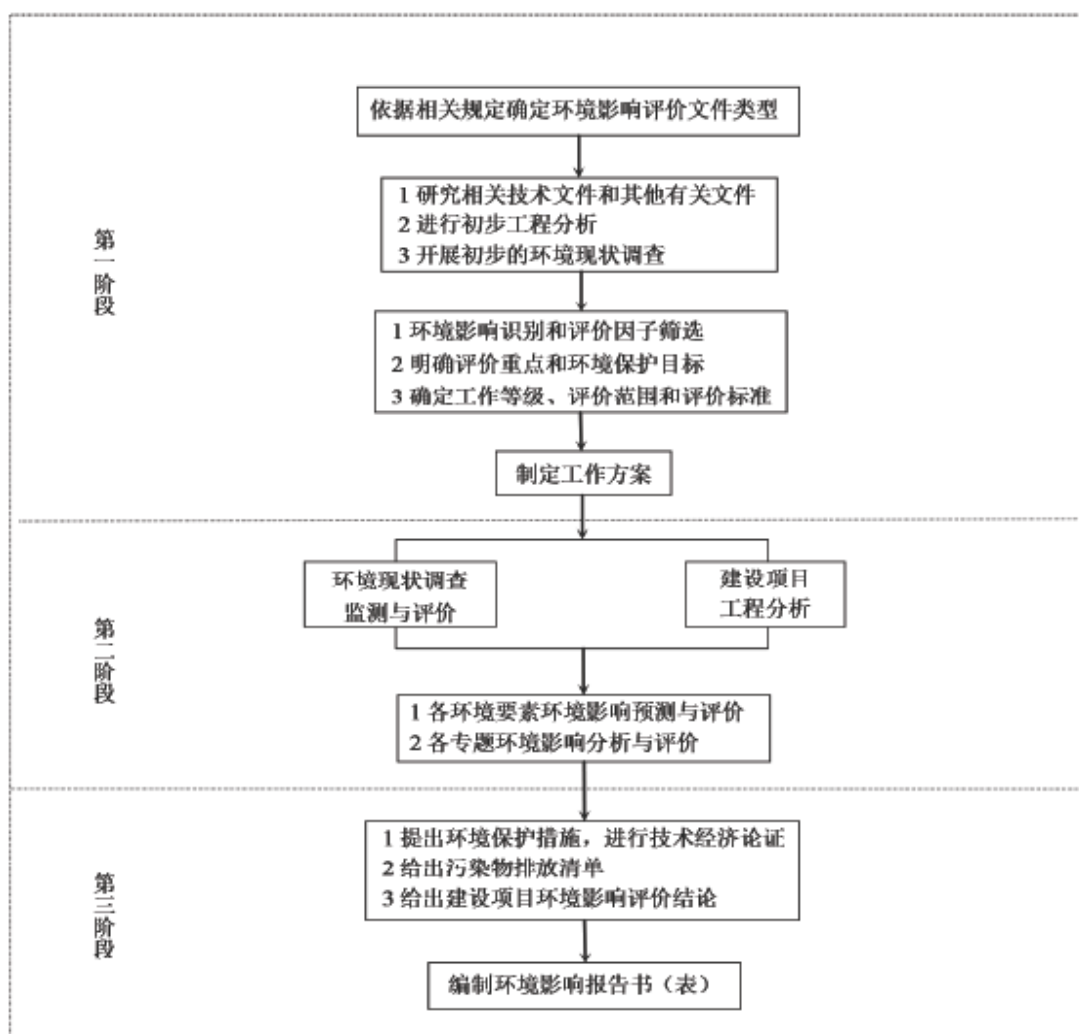 依据相关规定确定环境影响评价文件类型
1 研究相关技术文件和其他有关文件
2 进行初步工程分析
3 开展初步的环境现状调查
第一阶段
1 环境影响识别和评价因子筛选
2 明确评价重点和环境保护目标
3 确定工作等级、评价范围和评价标准
制定工作方案
环境现状调查
监测与评价
建设项目
工程分析
第二阶段
1 各环境要素环境影响预测与评价
2 各专题环境影响分析与评价
1 提出环境保护措施，进行技术经济论证
2 给出污染物排放清单
3 给出建设项目环境影响评价结论
第三阶段
编制环境影响报告书（表）